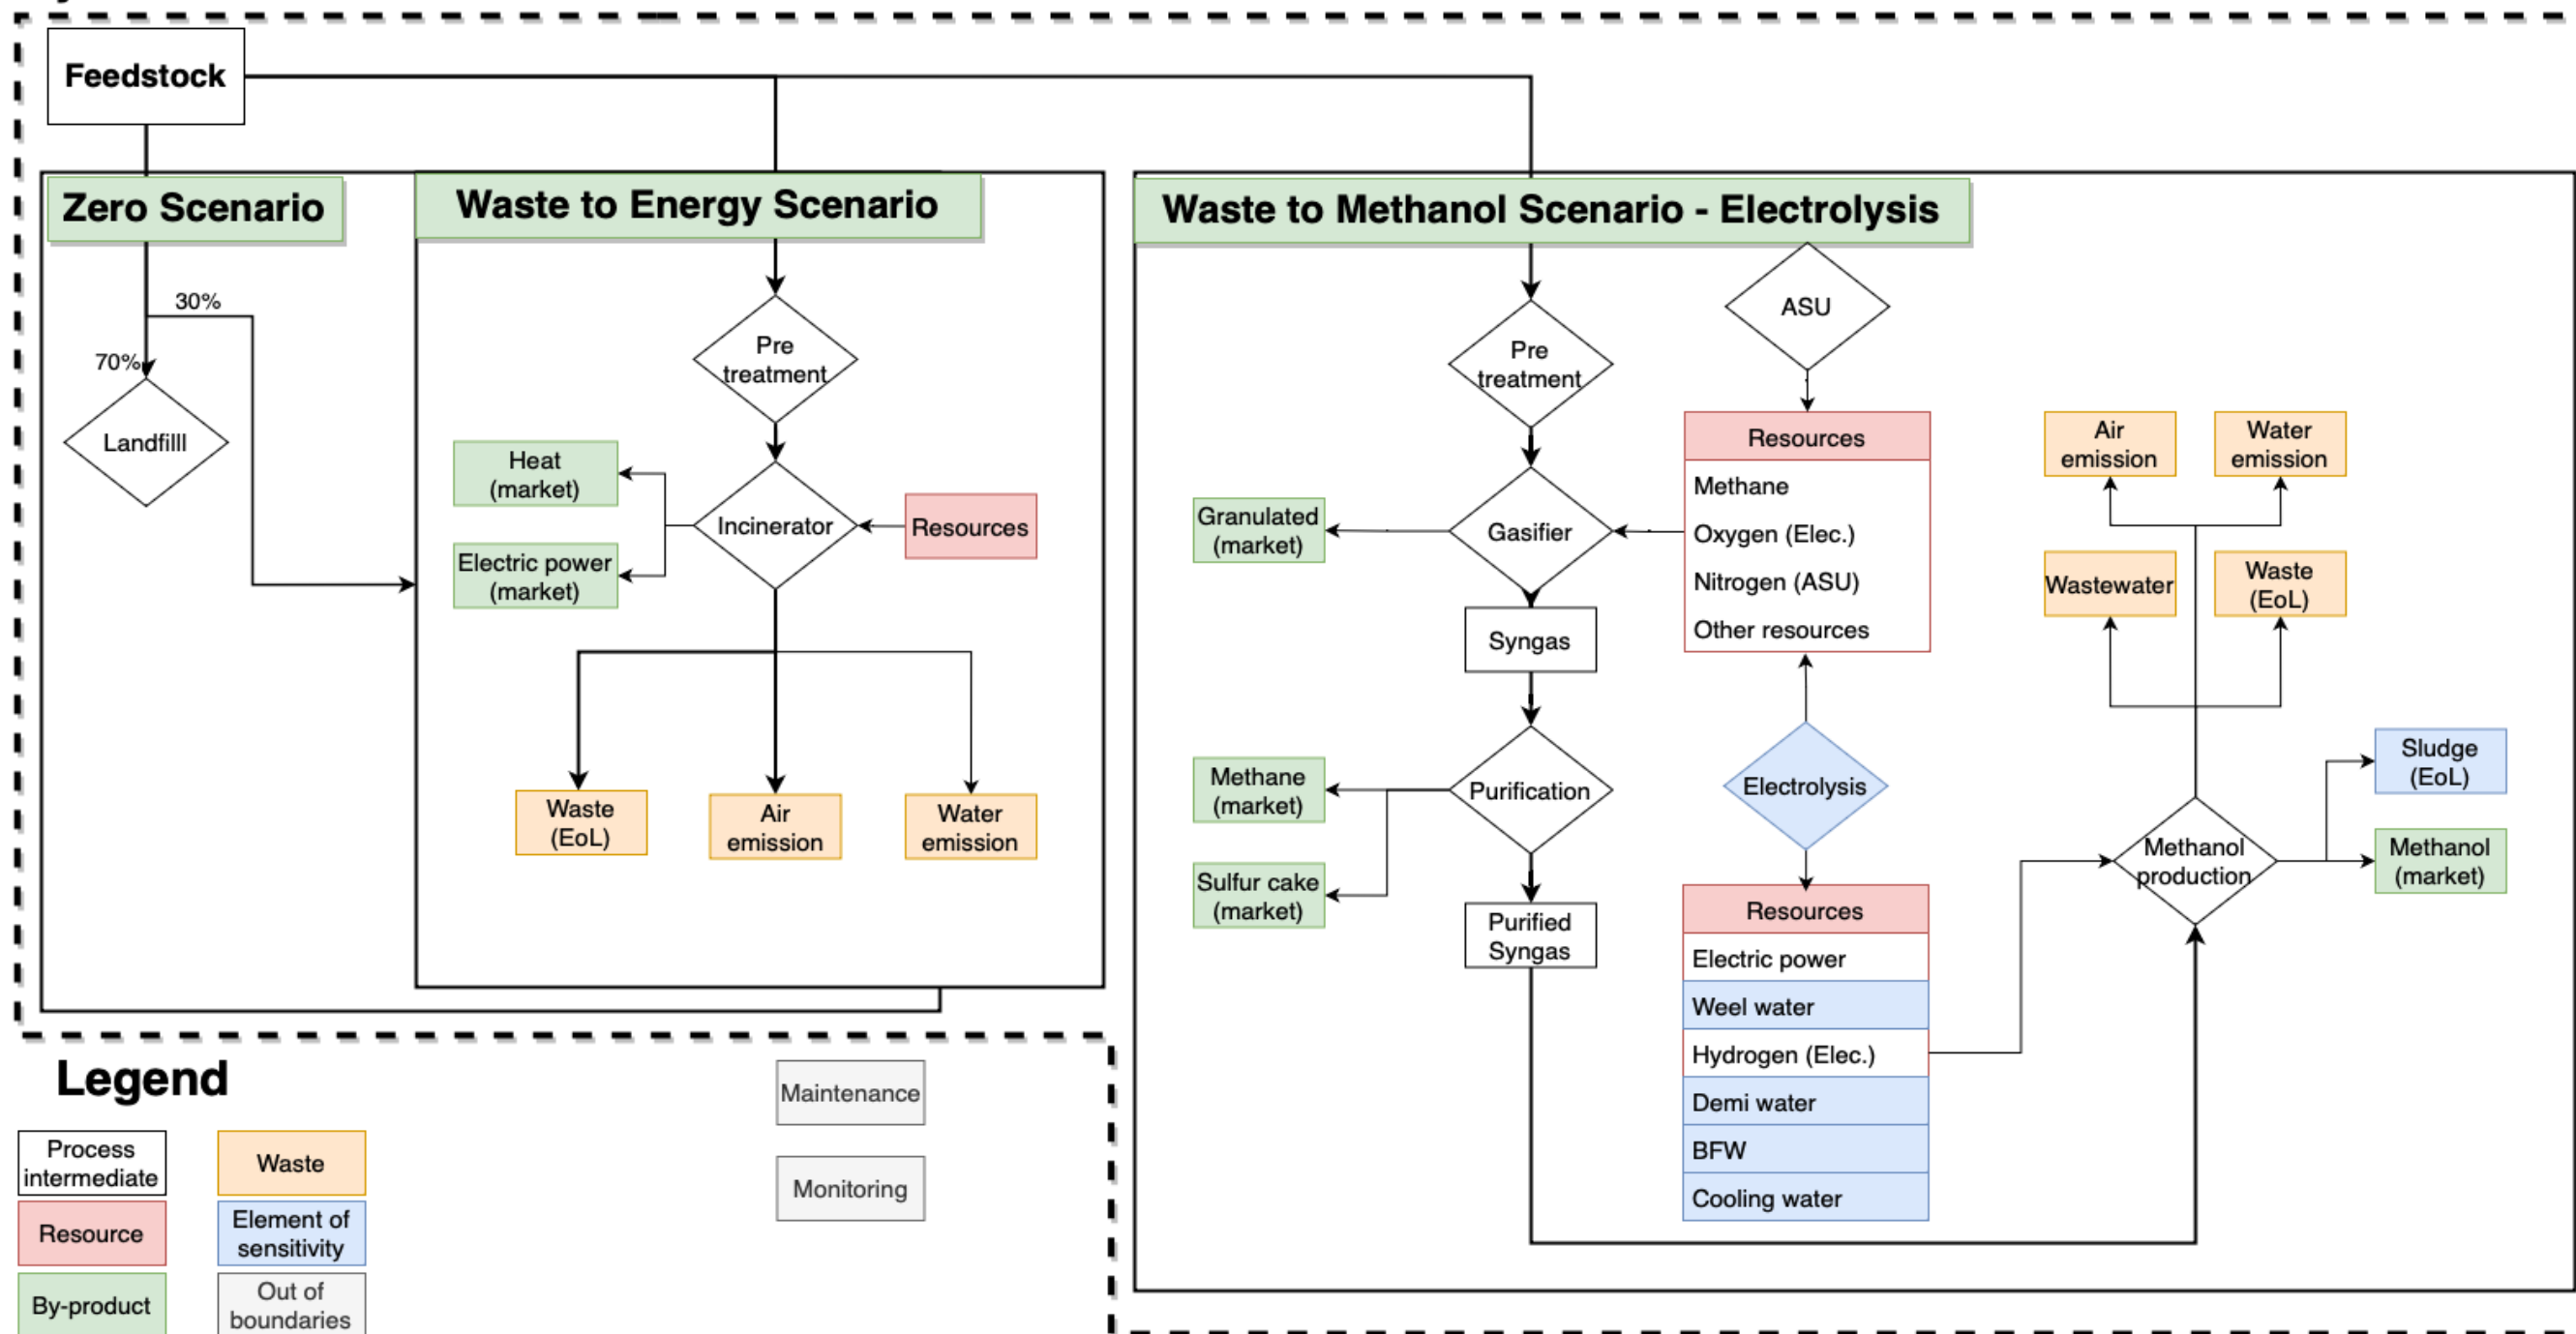 Feedstock
Zero Scenario
30%
70%
Landfilll
Waste to Energy Scenario
Pre
treatment
Heat
(market)
Electric power
(market)
Incinerator
Resources
Waste
(EoL)
Air
emission
Water
emission
Waste to Methanol Scenario - Electrolysis
Pre
treatment
ASU
Granulated
(market)
Gasifier
Resources
Methane
Oxygen (Elec.)
Nitrogen (ASU)
Other resources
Syngas
Methane
(market)
Sulfur cake
(market)
Purification
Electrolysis
Purified
Syngas
Resources
Electric power
Weel water
Hydrogen (Elec.)
Demi water
BFW
Cooling water
Air
emission
Water
emission
Wastewater
Waste
(EoL)
Methanol
production
Sludge
(EoL)
Methanol
(market)
Legend
Process
intermediate
Waste
Resource
Element of
sensitivity
By-product
Out of
boundaries
Maintenance
Monitoring